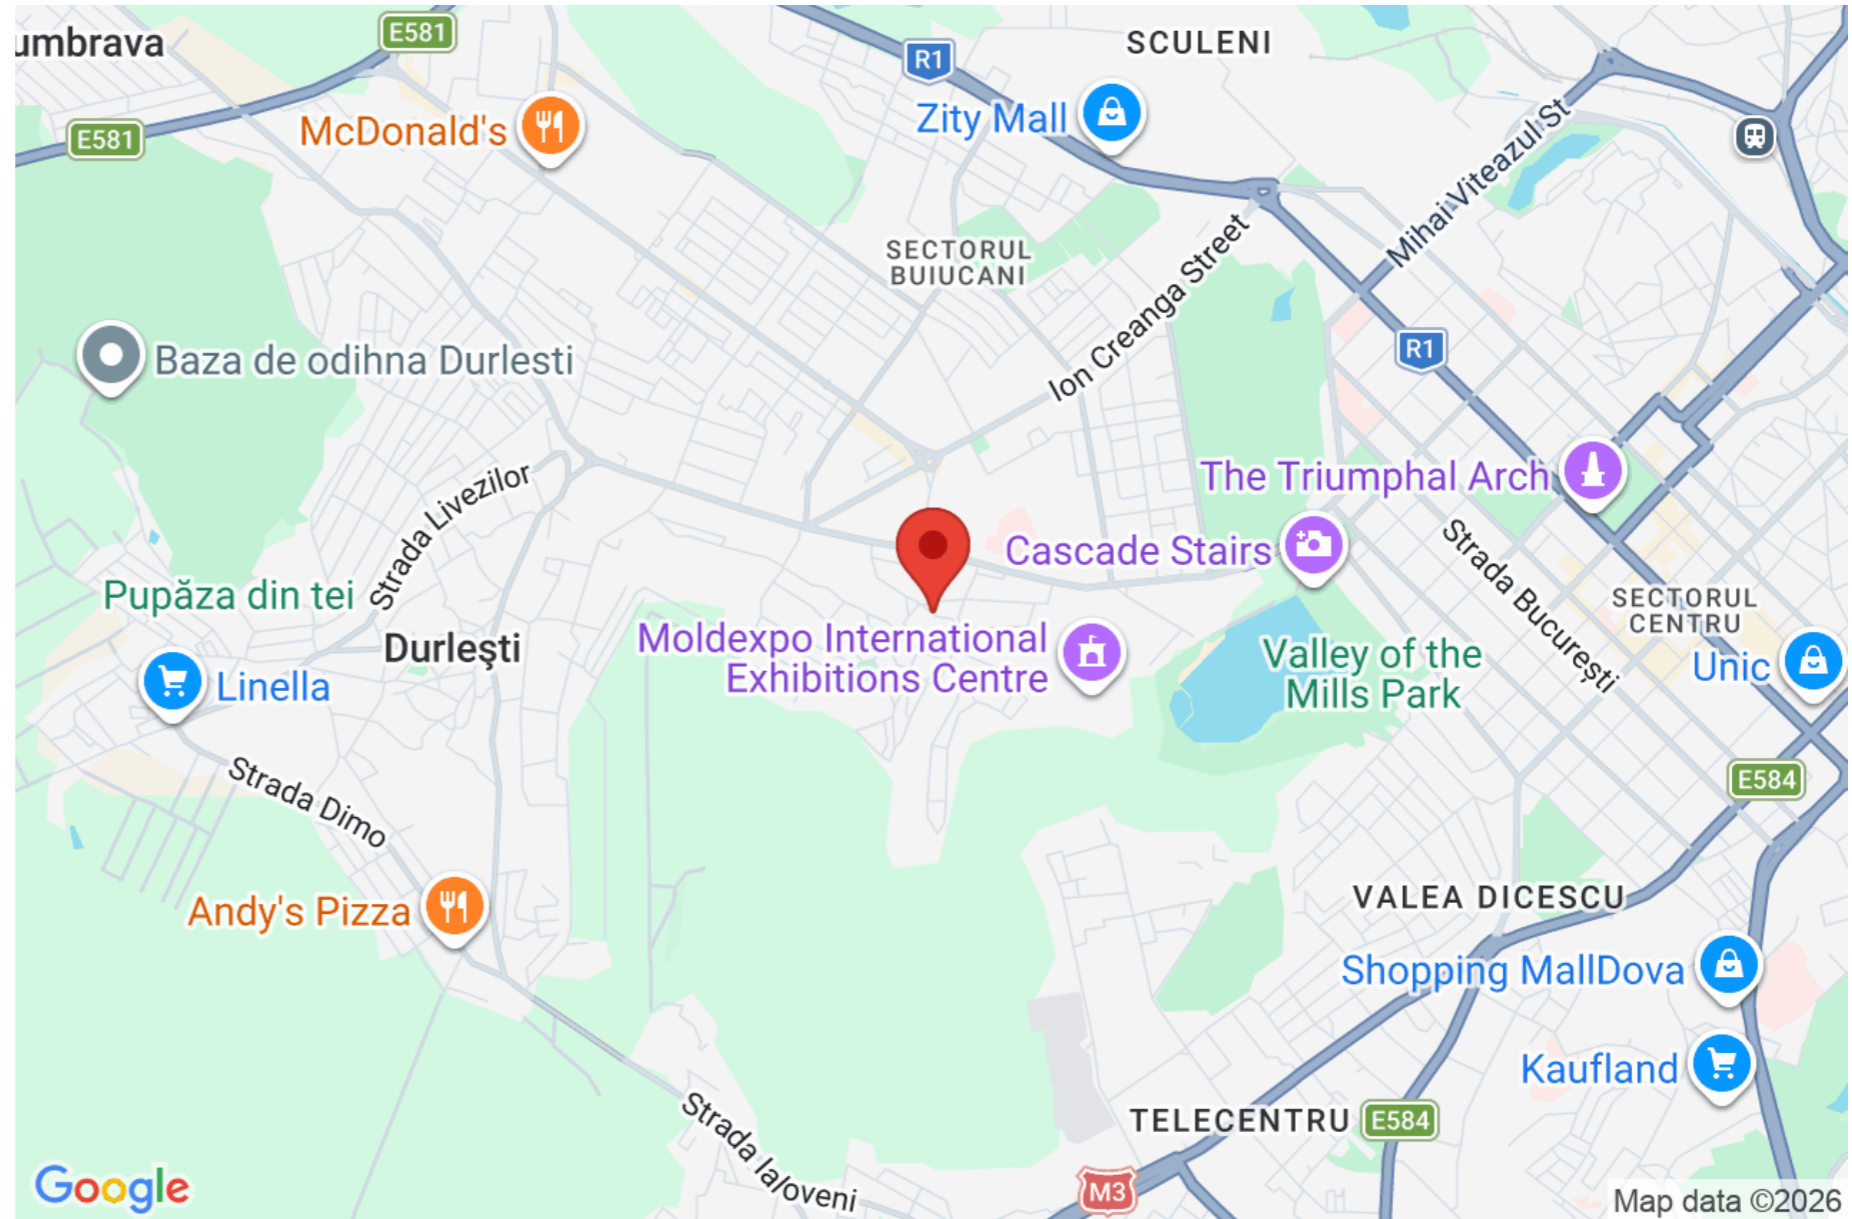 umbrava
E581
R1
SCULENI
McDonald's
E581
Zity Mall
Mihai Viteazul St
SECTORUL
BUIUCANI
Ion Creanga Street
Baza de odihna Durlesti
R1
Strada Livezilor
The Triumphal Arch
Cascade Stairs
Strada București
Pupăza din tei
SECTORUL
CENTRU
Durleşti
Moldexpo International
Exhibitions Centre
Valley of the
Mills Park
Unic
Linella
Strada Dimo
E584
VALEA DICESCU
Andy's Pizza
Shopping MallDova
Kaufland
Strada Ialoveni
TELECENTRU
E584
M3
Google
Map data ©2026